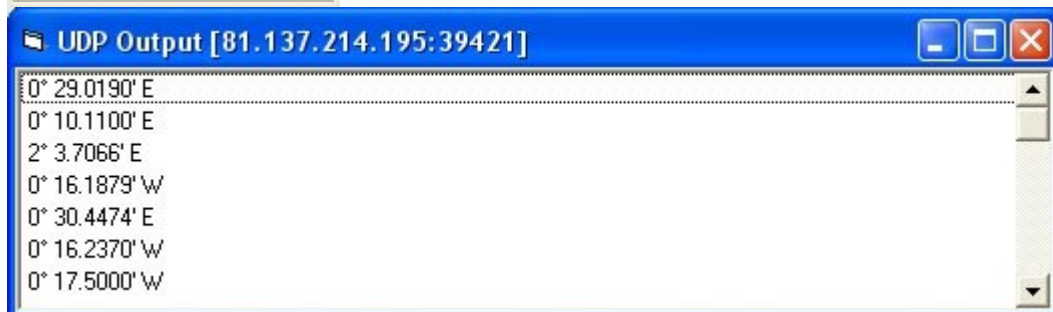 UDP Output [81.137.214.195:39421]
0° 29.0190' E
0° 10.1100' E
2° 3.7066' E
0° 16.1879' W
0° 30.4474' E
0° 16.2370' W
0° 17.5000' W